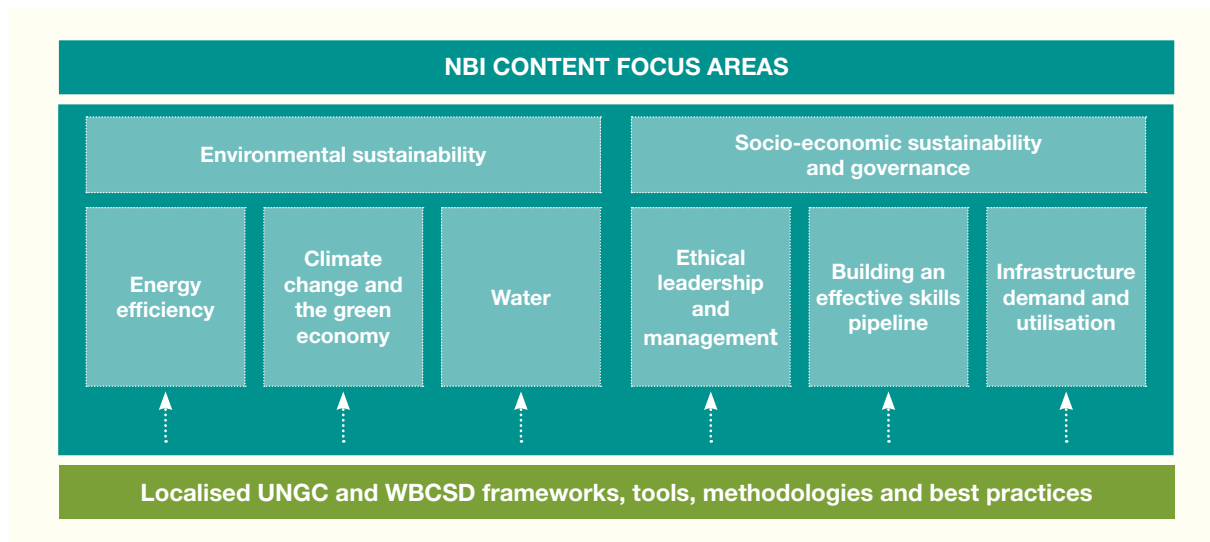 NBI CONTENT FOCUS AREAS
Environmental sustainability
Socio-economic sustainability
and governance
Energy
efficiency
Climate
change and
the green
economy
Water
Ethical
leadership
and
management
Building an
effective skills
pipeline
Infrastructure
demand and
utilisation
Localised UNGC and WBCSD frameworks, tools, methodologies and best practices